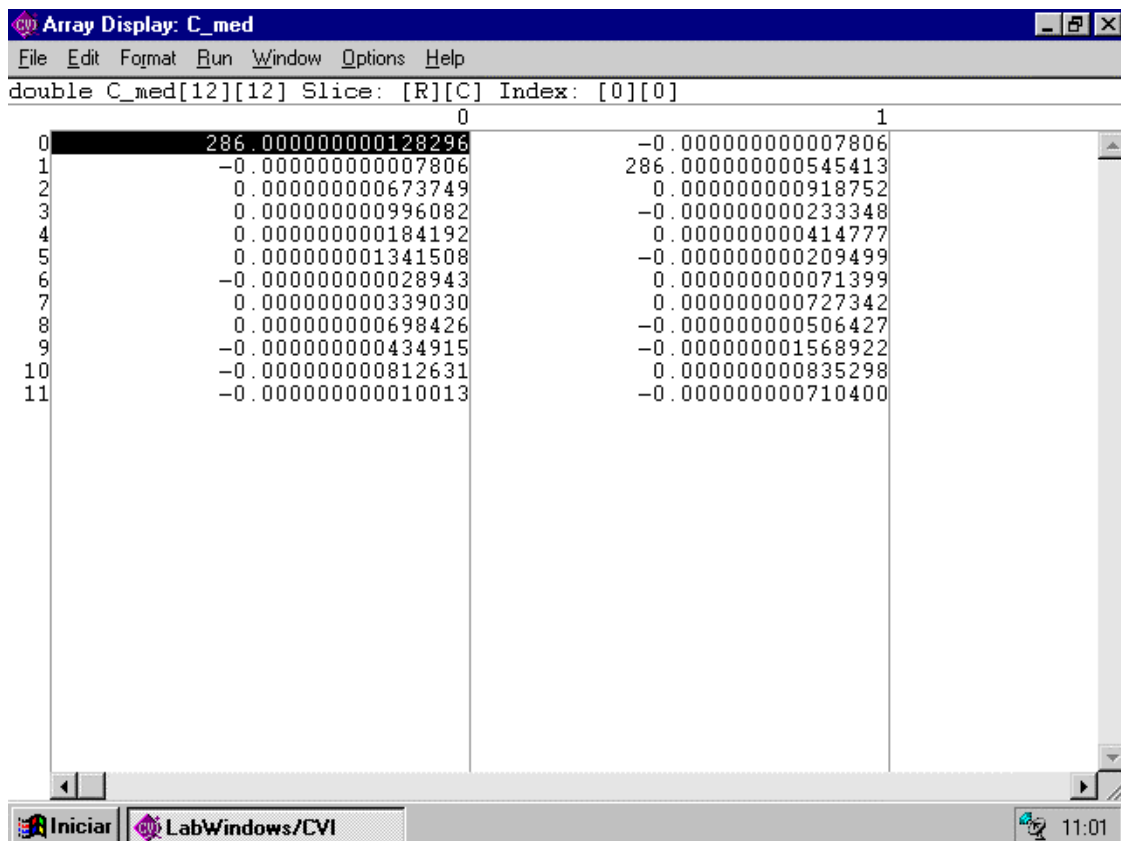 CVI Array Display: C_med
File Edit Format Run Window Options Help
double C_med[12][12] Slice: [R][C] Index: [0][0]
0 1
0 286.000000000128296 -0.000000000007806
1 -0.000000000007806 286.000000000545413
2 0.000000000673749 0.000000000918752
3 0.000000000996082 -0.000000000233348
4 0.000000000184192 0.000000000414777
5 0.000000001341508 -0.000000000209499
6 -0.000000000028943 0.000000000071399
7 0.000000000339030 0.000000000727342
8 0.000000000698426 -0.000000000506427
9 -0.000000000434915 -0.000000001568922
10 -0.000000000812631 0.000000000835298
11 -0.000000000010013 -0.000000000710400
Iniciar CVI LabWindows/CVI 11:01